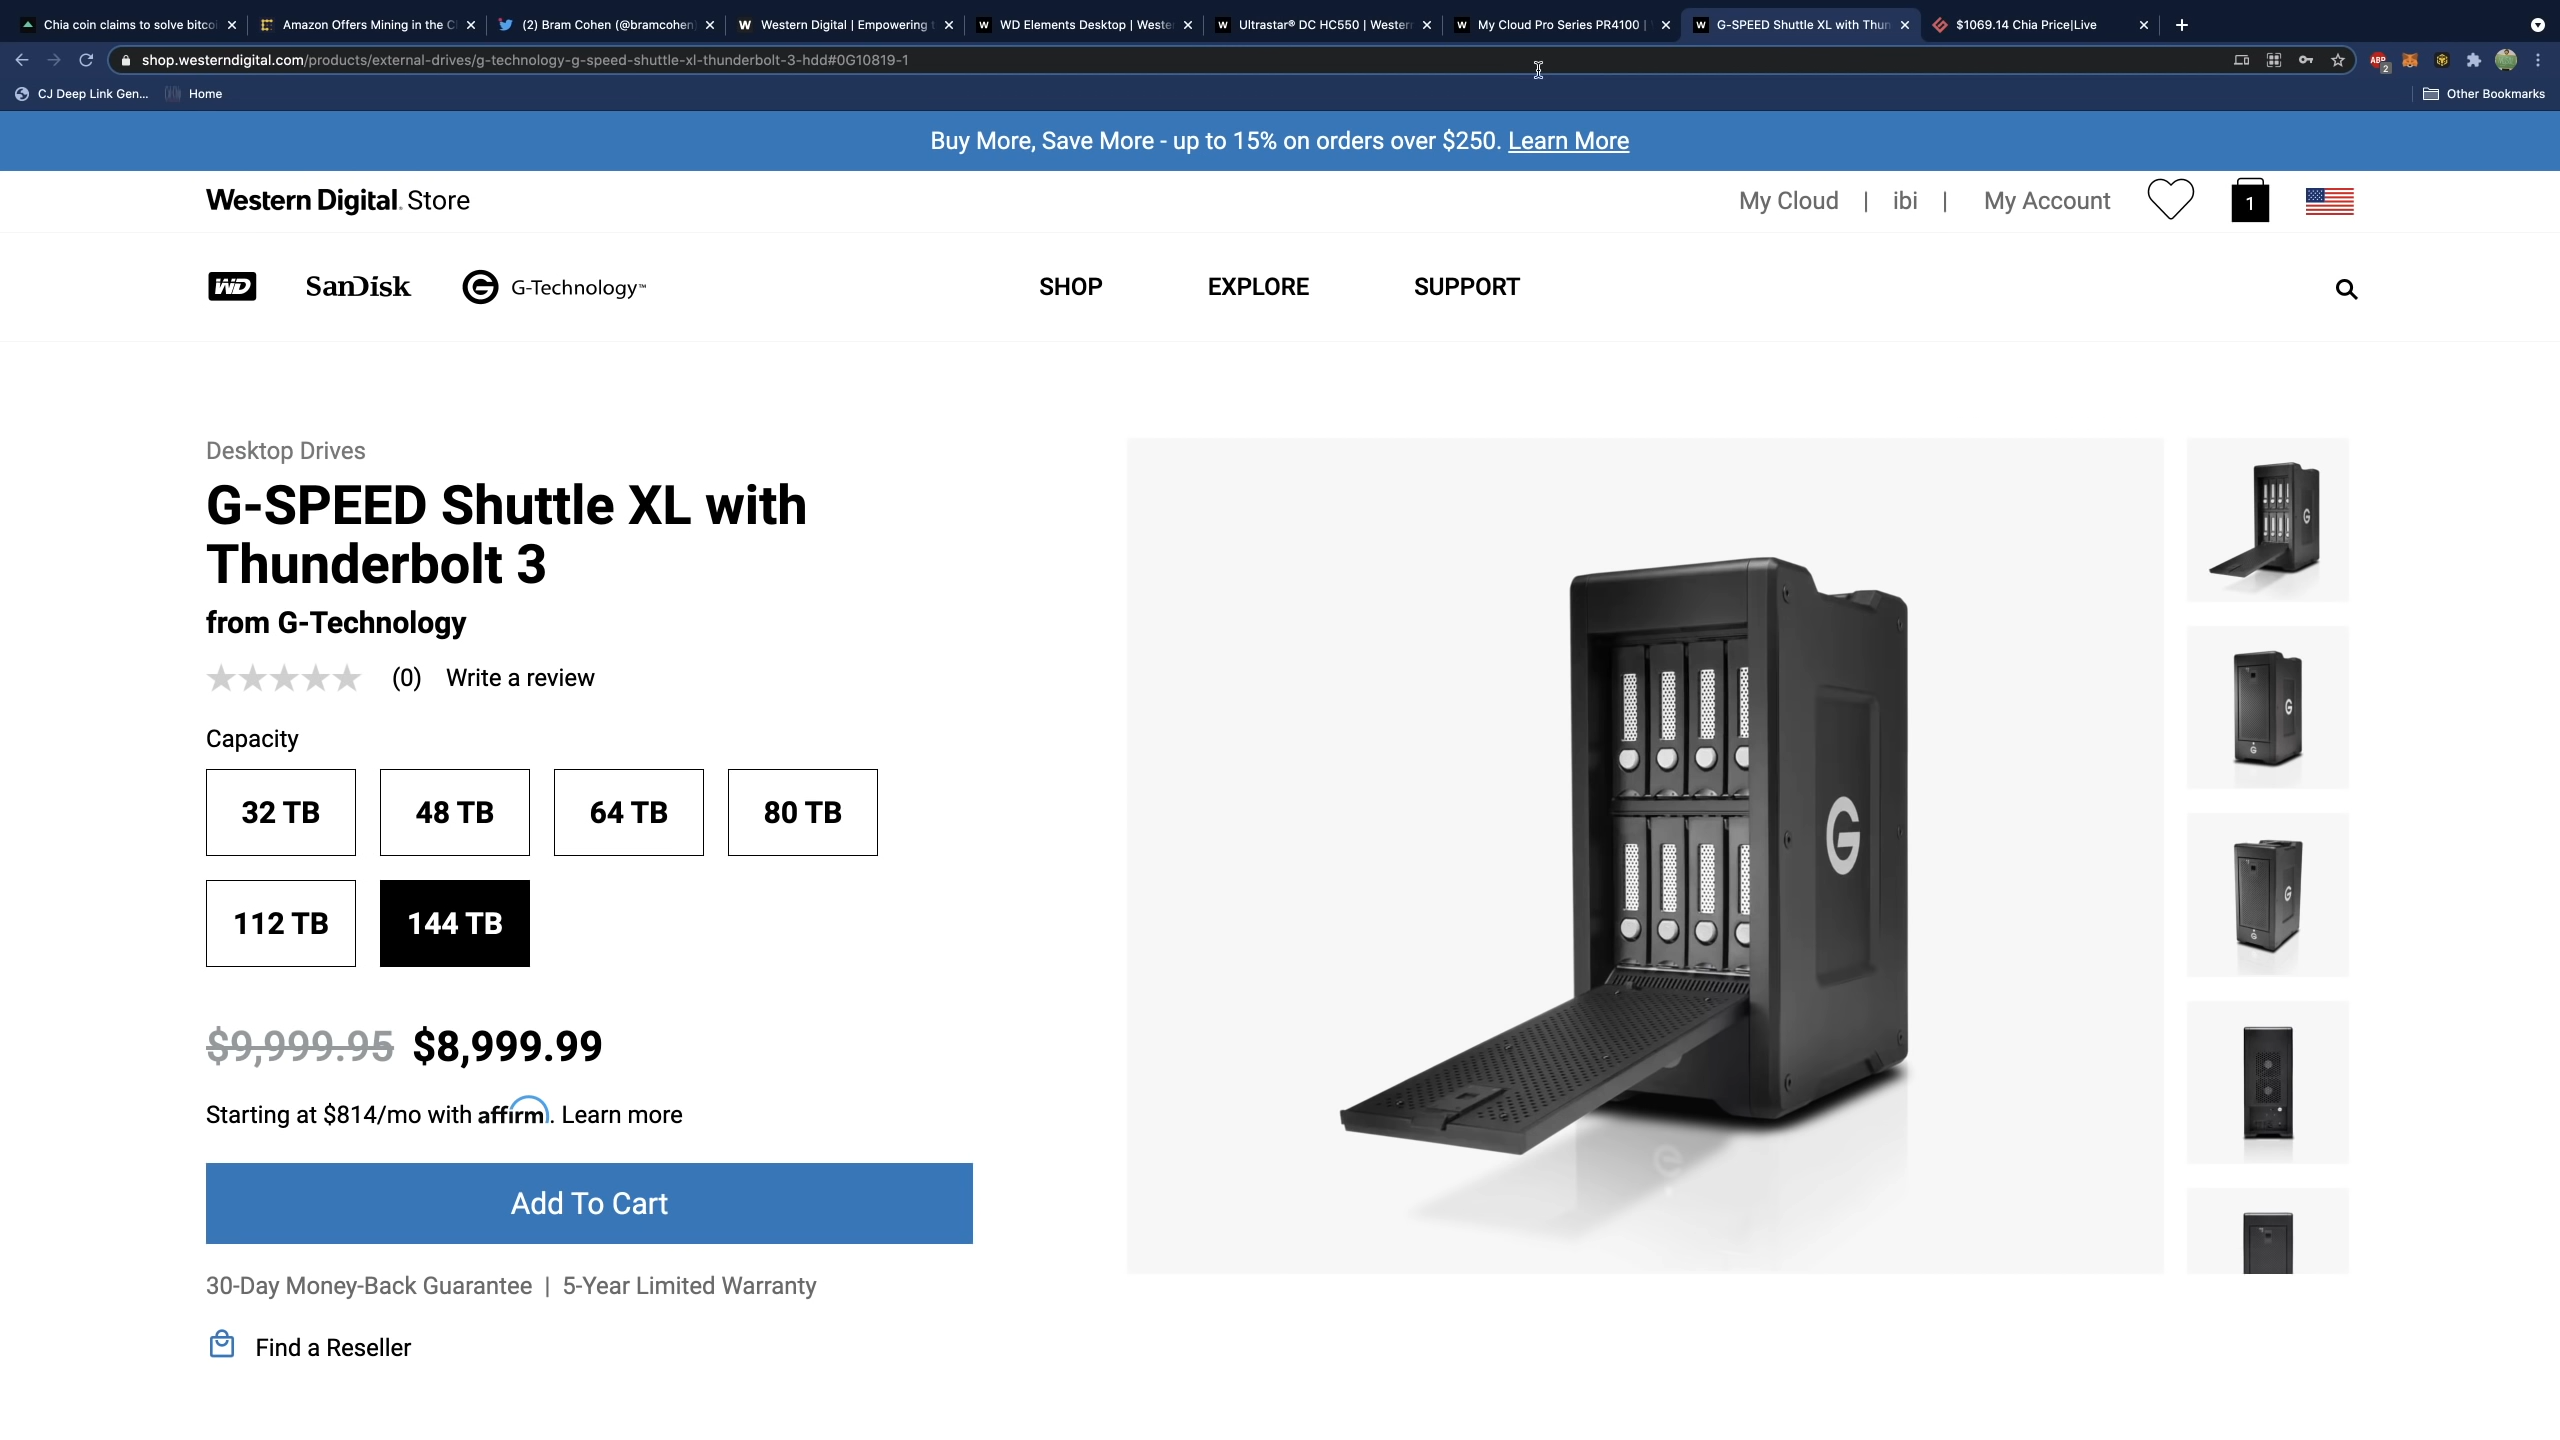 Chia coin claims to solve bitcoi
Amazon Offers Mining in the C
(2) Bram Cohen (@bramcohen)
Western Digital | Empowering t
WD Elements Desktop | Weste
Ultrastar® DC HC550 | Western
My Cloud Pro Series PR4100 |
G-SPEED Shuttle XL with Thun
$1069.14 Chia Price|Live
shop.westerndigital.com/products/external-drives/g-technology-g-speed-shuttle-xl-thunderbolt-3-hdd#0G10819-1
ABP 2
CJ Deep Link Gen... Home Other Bookmarks
Buy More, Save More - up to 15% on orders over $250. Learn More
Western Digital. Store
My Cloud | ibi | My Account 1
WD SanDisk G-Technology™ SHOP EXPLORE SUPPORT
Desktop Drives
G-SPEED Shuttle XL with
Thunderbolt 3
from G-Technology
(0) Write a review
Capacity
32 TB 48 TB 64 TB 80 TB
112 TB 144 TB
$9,999.95 $8,999.99
Starting at $814/mo with affirm. Learn more
Add To Cart
30-Day Money-Back Guarantee | 5-Year Limited Warranty
Find a Reseller